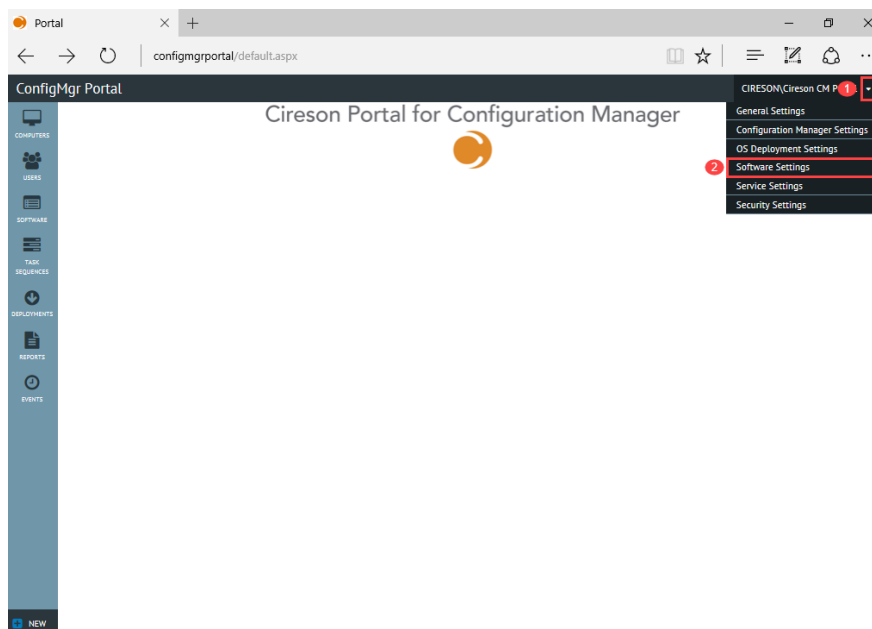 Portal
configmgrportal/default.aspx
ConfigMgr Portal
CIRESON\Cireson CM P
1
Cireson Portal for Configuration Manager
General Settings
Configuration Manager Settings
OS Deployment Settings
2
Software Settings
Service Settings
Security Settings
COMPUTERS
USERS
SOFTWARE
TASK
SEQUENCES
DEPLOYMENTS
REPORTS
EVENTS
NEW